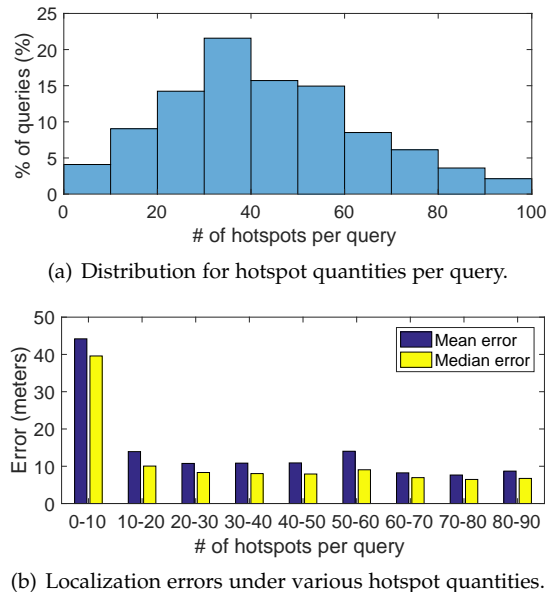 25
20
15
10
5
0
% of queries (%)
0 20 40 60 80 100
# of hotspots per query
(a) Distribution for hotspot quantities per query.
50
40
30
20
10
0
Error (meters)
Mean error
Median error
0-10 10-20 20-30 30-40 40-50 50-60 60-70 70-80 80-90
# of hotspots per query
(b) Localization errors under various hotspot quantities.